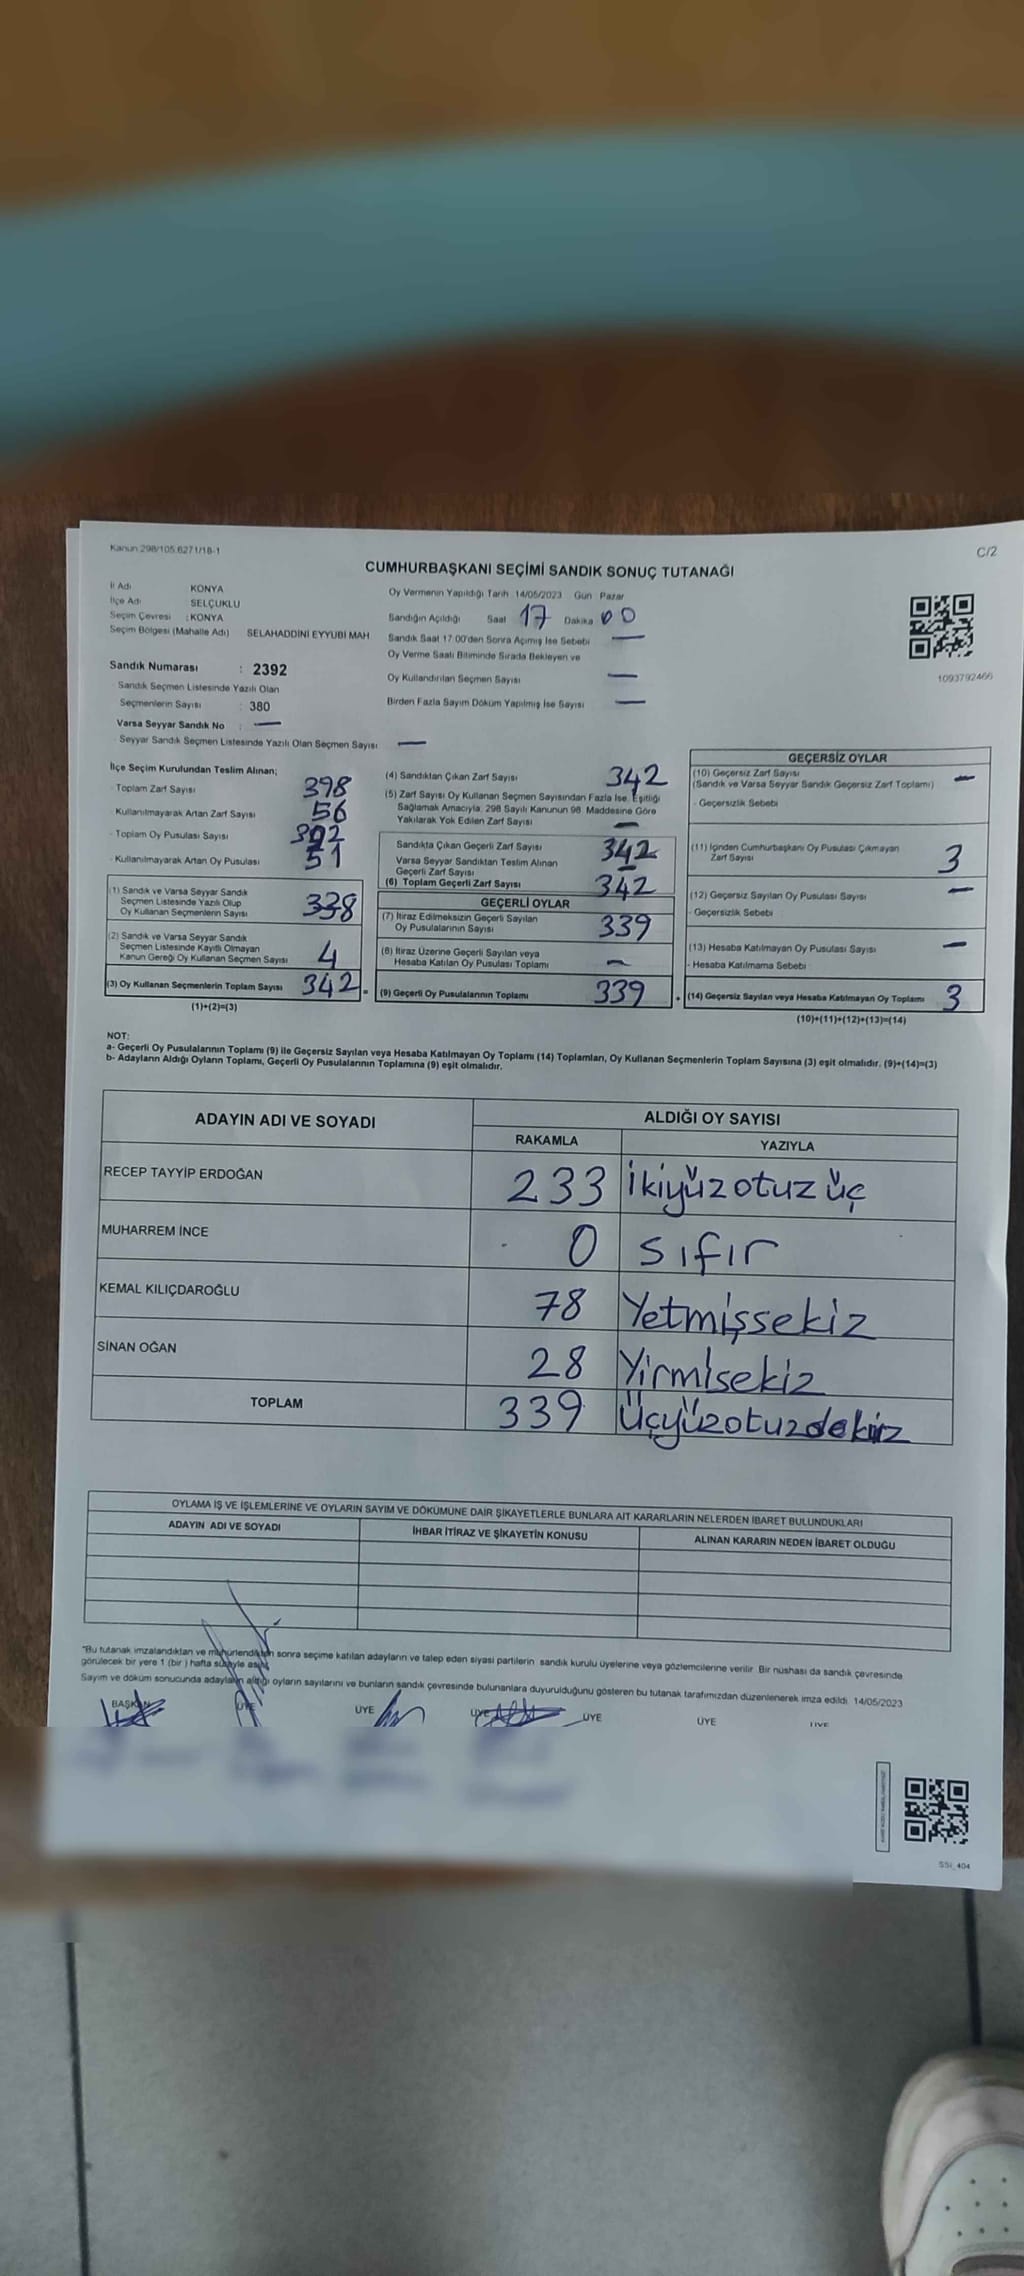 Kanun 298/105,6271/18-1
C/2
CUMHURBAŞKANI SEÇİMİ SANDIK SONUÇ TUTANAĞI
İl Adı : KONYA
İlçe Adı : SELÇUKLU
Seçim Çevresi : KONYA
Seçim Bölgesi (Mahalle Adı) SELAHADDİNİ EYYUBİ MAH
Sandık Numarası : 2392
Sandık Seçmen Listesinde Yazılı Olan
Seçmenlerin Sayısı : 380
Varsa Seyyar Sandık No : —
Seyyar Sandık Seçmen Listesinde Yazılı Olan Seçmen Sayısı : —
Oy Vermenin Yapıldığı Tarih : 14/05/2023 Gün : Pazar
Sandığın Açıldığı Saat 17 Dakika 00
Sandık Saat 17.00'den Sonra Açılmış İse Sebebi —
Oy Verme Saati Bitiminde Sırada Bekleyen ve
Oy Kullandırılan Seçmen Sayısı —
Birden Fazla Sayım Döküm Yapılmış İse Sayısı —
1093792466
İlçe Seçim Kurulundan Teslim Alınan;
Toplam Zarf Sayısı 398
Kullanılmayarak Artan Zarf Sayısı 56
Toplam Oy Pusulası Sayısı
Kullanılmayarak Artan Oy Pusulası 51
(1) Sandık ve Varsa Seyyar Sandık
Seçmen Listesinde Yazılı Olup
Oy Kullanan Seçmenlerin Sayısı 338
(2) Sandık ve Varsa Seyyar Sandık
Seçmen Listesinde Kayıtlı Olmayan
Kanun Gereği Oy Kullanan Seçmen Sayısı 4
(3) Oy Kullanan Seçmenlerin Toplam Sayısı 342 =
(1)+(2)=(3)
(4) Sandıktan Çıkan Zarf Sayısı 342
(5) Zarf Sayısı Oy Kullanan Seçmen Sayısından Fazla İse, Eşitliği
Sağlamak Amacıyla, 298 Sayılı Kanunun 98. Maddesine Göre
Yakılarak Yok Edilen Zarf Sayısı —
Sandıkta Çıkan Geçerli Zarf Sayısı 342
Varsa Seyyar Sandıktan Teslim Alınan
Geçerli Zarf Sayısı —
(6) Toplam Geçerli Zarf Sayısı 342
GEÇERLİ OYLAR
(7) İtiraz Edilmeksizin Geçerli Sayılan
Oy Pusulalarının Sayısı 339
(8) İtiraz Üzerine Geçerli Sayılan veya
Hesaba Katılan Oy Pusulası Toplamı —
(9) Geçerli Oy Pusulalarının Toplamı 339 +
GEÇERSİZ OYLAR
(10) Geçersiz Zarf Sayısı —
(Sandık ve Varsa Seyyar Sandık Geçersiz Zarf Toplamı)
- Geçersizlik Sebebi
(11) İçinden Cumhurbaşkanı Oy Pusulası Çıkmayan
Zarf Sayısı 3
(12) Geçersiz Sayılan Oy Pusulası Sayısı —
- Geçersizlik Sebebi
(13) Hesaba Katılmayan Oy Pusulası Sayısı —
- Hesaba Katılmama Sebebi
(14) Geçersiz Sayılan veya Hesaba Katılmayan Oy Toplamı 3
(10)+(11)+(12)+(13)=(14)
NOT:
a- Geçerli Oy Pusulalarının Toplamı (9) ile Geçersiz Sayılan veya Hesaba Katılmayan Oy Toplamı (14) Toplamları, Oy Kullanan Seçmenlerin Toplam Sayısına (3) eşit olmalıdır. (9)+(14)=(3)
b- Adayların Aldığı Oyların Toplamı, Geçerli Oy Pusulalarının Toplamına (9) eşit olmalıdır.
ADAYIN ADI VE SOYADI ALDIĞI OY SAYISI
RAKAMLA YAZIYLA
RECEP TAYYİP ERDOĞAN 233 İkiyüzotuzüç
MUHARREM İNCE 0 sıfır
KEMAL KILIÇDAROĞLU 78 Yetmişsekiz
SİNAN OĞAN 28 Yirmisekiz
TOPLAM 339
OYLAMA İŞ VE İŞLEMLERİNE VE OYLARIN SAYIM VE DÖKÜMÜNE DAİR ŞİKAYETLERLE BUNLARA AİT KARARLARIN NELERDEN İBARET BULUNDUKLARI
ADAYIN ADI VE SOYADI İHBAR İTİRAZ VE ŞİKAYETİN KONUSU ALINAN KARARIN NEDEN İBARET OLDUĞU
"Bu tutanak imzalandıktan ve mühürlendikten sonra seçime katılan adayların ve talep eden siyasi partilerin sandık kurulu üyelerine veya gözlemcilerine verilir. Bir nüshası da sandık çevresinde
görülecek bir yere 1 (bir) hafta süreyle asılır.
Sayım ve döküm sonucunda adayların aldığı oyların sayılarını ve bunların sandık çevresinde bulunanlara duyurulduğunu gösteren bu tutanak tarafımızdan düzenlenerek imza edildi. 14/05/2023
BAŞKAN ÜYE ÜYE ÜYE ÜYE ÜYE ÜYE
SSİ_404